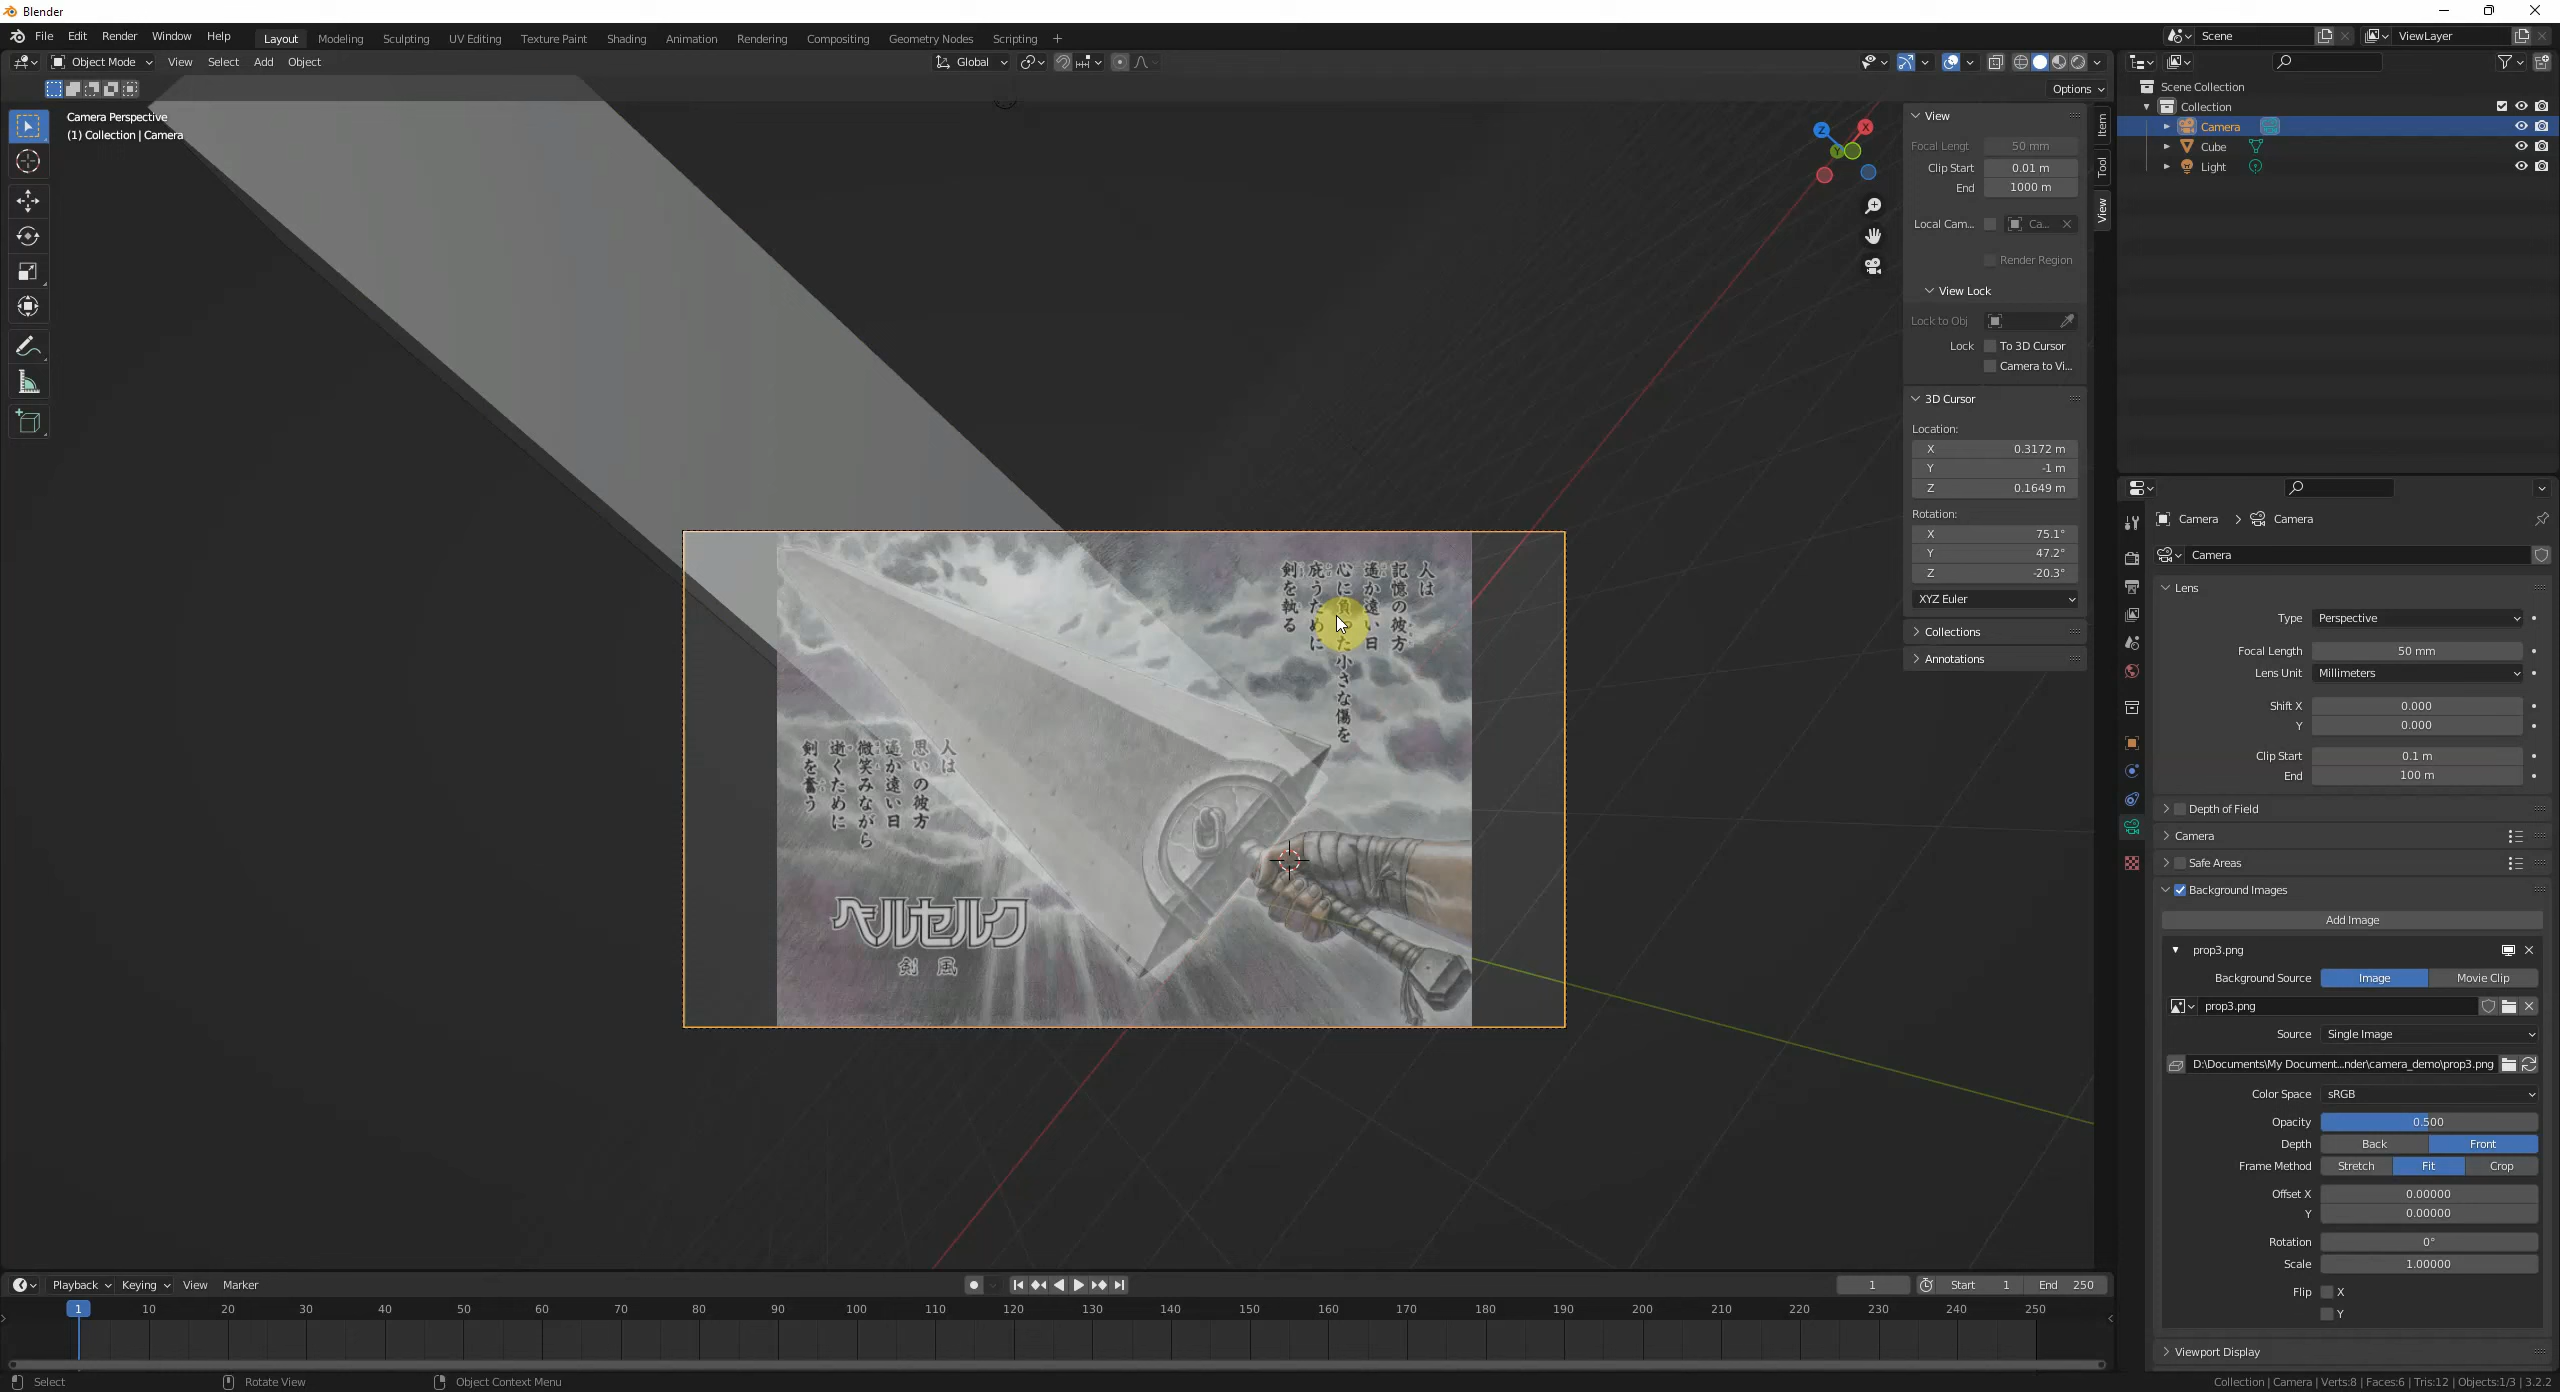 Blender
File Edit Render Window Help
Layout Modeling Sculpting UV Editing Texture Paint Shading Animation Rendering Compositing Geometry Nodes Scripting +
Scene
ViewLayer
Object Mode View Select Add Object
Global
Options
Camera Perspective
(1) Collection | Camera
View
Focal Lengt 50 mm
Clip Start 0.01 m
End 1000 m
Local Cam... Ca...
Render Region
View Lock
Lock to Obj
Lock To 3D Cursor
Camera to Vi...
3D Cursor
Location:
X 0.3172 m
Y -1 m
Z 0.1649 m
Rotation:
X 75.1°
Y 47.2°
Z -20.3°
XYZ Euler
Collections
Annotations
Item
Tool
View
Z
X
Y
人は
記憶の彼方
遥か遠い日
心に負った小さな傷を
庇うために
剣を執る
人は
思いの彼方
遥か遠い日
微笑みながら
逝くために
剣を奮う
ベルセルク
剣風
Scene Collection
Collection
Camera
Cube
Light
Camera > Camera
Camera
Lens
Type Perspective
Focal Length 50 mm
Lens Unit Millimeters
Shift X 0.000
Y 0.000
Clip Start 0.1 m
End 100 m
Depth of Field
Camera
Safe Areas
Background Images
Add Image
prop3.png
Background Source Image Movie Clip
prop3.png
Source Single Image
D:\Documents\My Document...nder\camera_demo\prop3.png
Color Space sRGB
Opacity 0.500
Depth Back Front
Frame Method Stretch Fit Crop
Offset X 0.00000
Y 0.00000
Rotation 0°
Scale 1.00000
Flip X
Y
Viewport Display
Playback Keying View Marker
1 Start 1 End 250
1 10 20 30 40 50 60 70 80 90 100 110 120 130 140 150 160 170 180 190 200 210 220 230 240 250
Select Rotate View Object Context Menu
Collection | Camera | Verts:8 | Faces:6 | Tris:12 | Objects:1/3 | 3.2.2